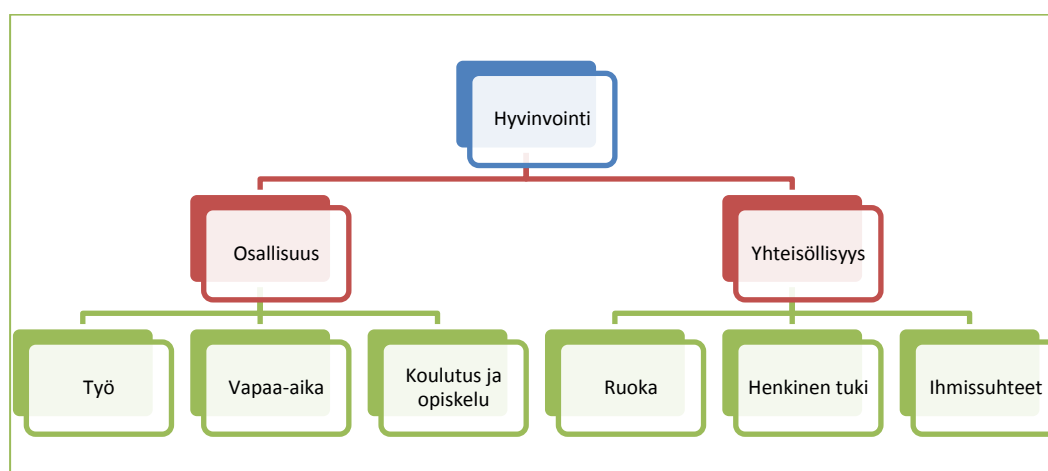 Hyvinvointi
Osallisuus
Yhteisöllisyys
Työ
Vapaa-aika
Koulutus ja
opiskelu
Ruoka
Henkinen tuki
Ihmissuhteet